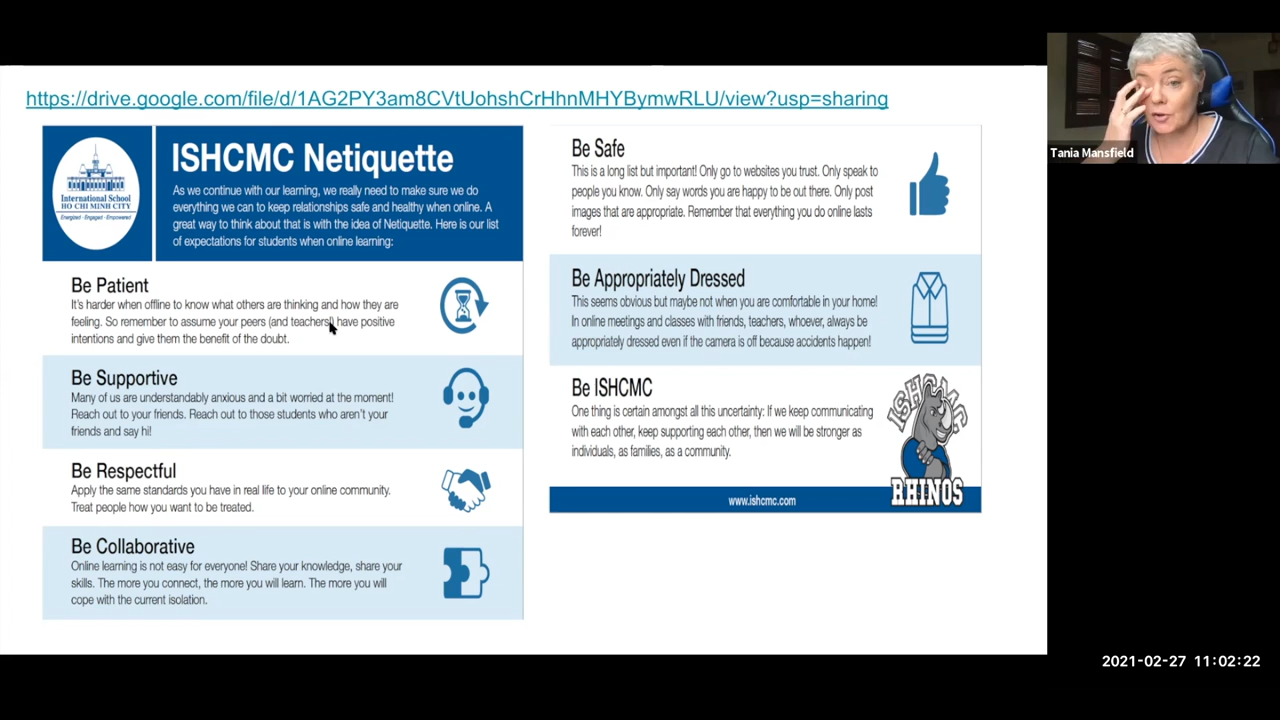 https://drive.google.com/file/d/1AG2PY3am8CVtUohshCrHhnMHYBymwRLU/view?usp=sharing
International School
HO CHI MINH CITY
Energized • Engaged • Empowered
ISHCMC Netiquette
As we continue with our learning, we really need to make sure we do
everything we can to keep relationships safe and healthy when online. A
great way to think about that is with the idea of Netiquette. Here is our list
of expectations for students when online learning:
Be Patient
It's harder when offline to know what others are thinking and how they are
feeling. So remember to assume your peers (and teachers!) have positive
intentions and give them the benefit of the doubt.
Be Supportive
Many of us are understandably anxious and a bit worried at the moment!
Reach out to your friends. Reach out to those students who aren't your
friends and say hi!
Be Respectful
Apply the same standards you have in real life to your online community.
Treat people how you want to be treated.
Be Collaborative
Online learning is not easy for everyone! Share your knowledge, share your
skills. The more you connect, the more you will learn. The more you will
cope with the current isolation.
Be Safe
This is a long list but important! Only go to websites you trust. Only speak to
people you know. Only say words you are happy to be out there. Only post
images that are appropriate. Remember that everything you do online lasts
forever!
Be Appropriately Dressed
This seems obvious but maybe not when you are comfortable in your home!
In online meetings and classes with friends, teachers, whoever, always be
appropriately dressed even if the camera is off because accidents happen!
Be ISHCMC
One thing is certain amongst all this uncertainty: If we keep communicating
with each other, keep supporting each other, then we will be stronger as
individuals, as families, as a community.
ISHCMC
RHINOS
www.ishcmc.com
Tania Mansfield
2021-02-27 11:02:22